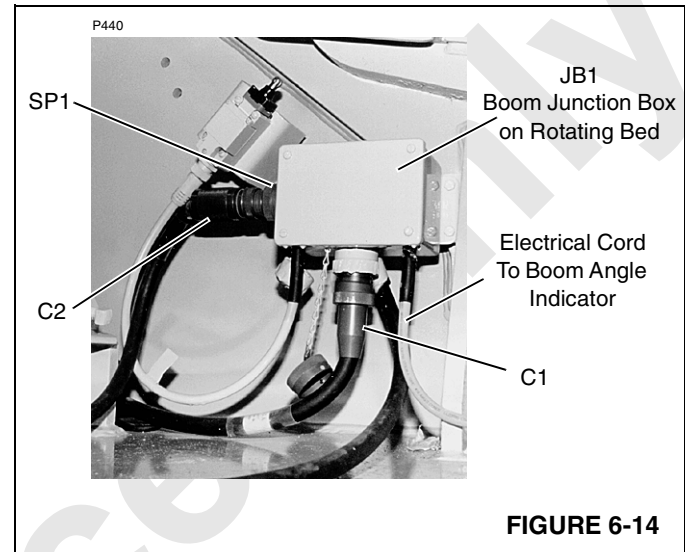 P440
SP1
JB1
Boom Junction Box
on Rotating Bed
Electrical Cord
To Boom Angle
Indicator
C2
C1
FIGURE 6-14